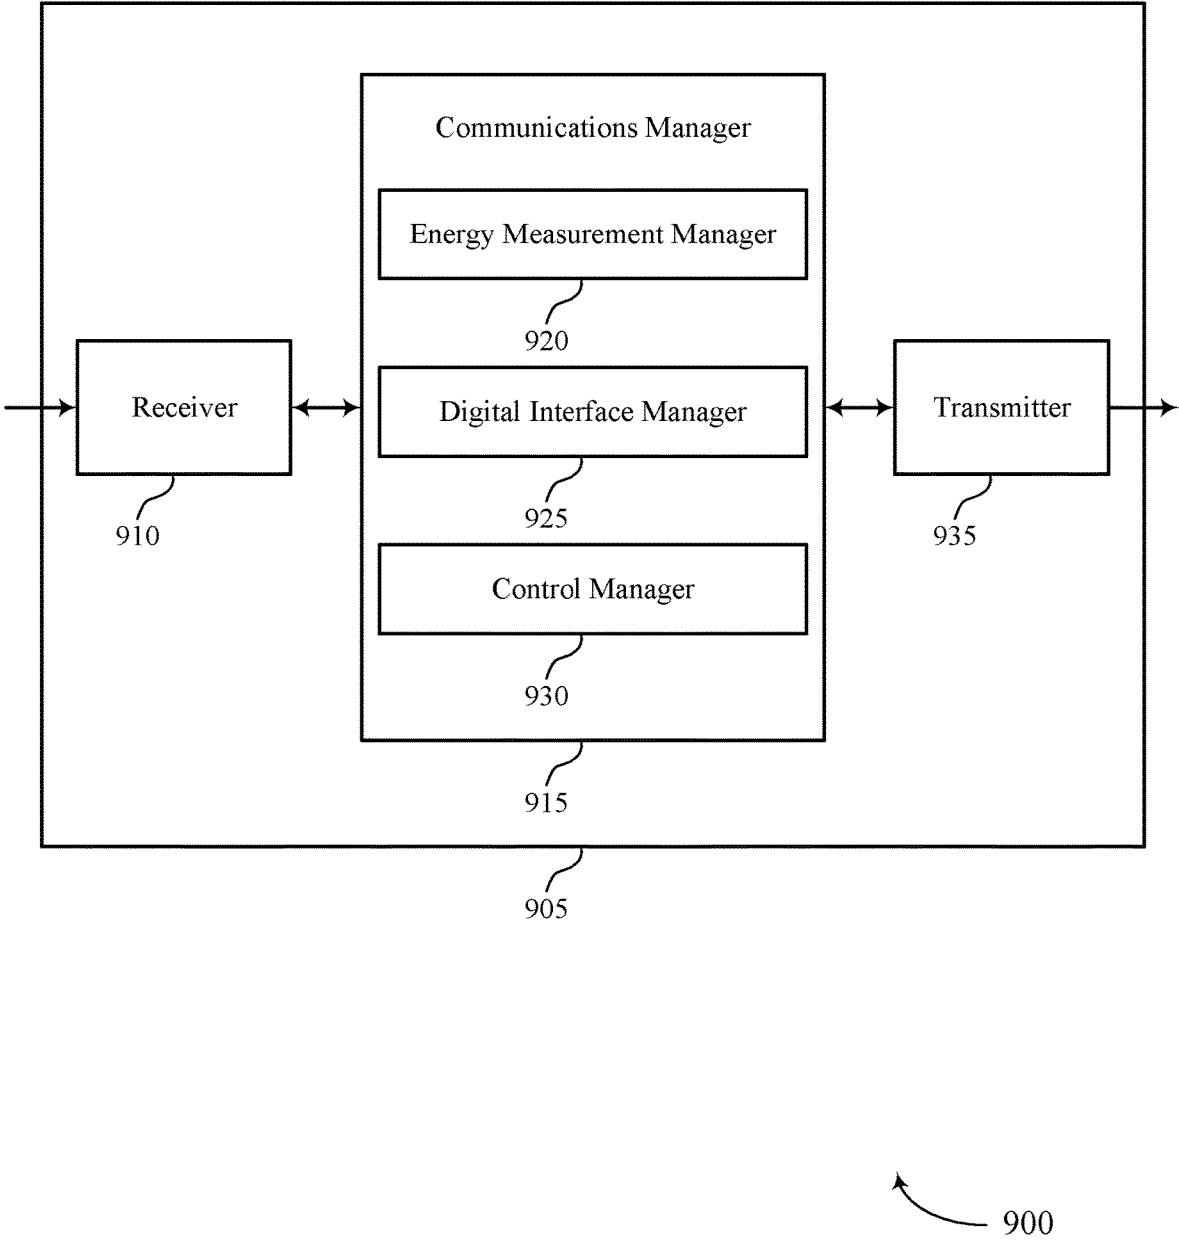 Communications Manager
Energy Measurement Manager
920
Receiver
Digital Interface Manager
Transmitter
910
925
935
Control Manager
930
915
905
900